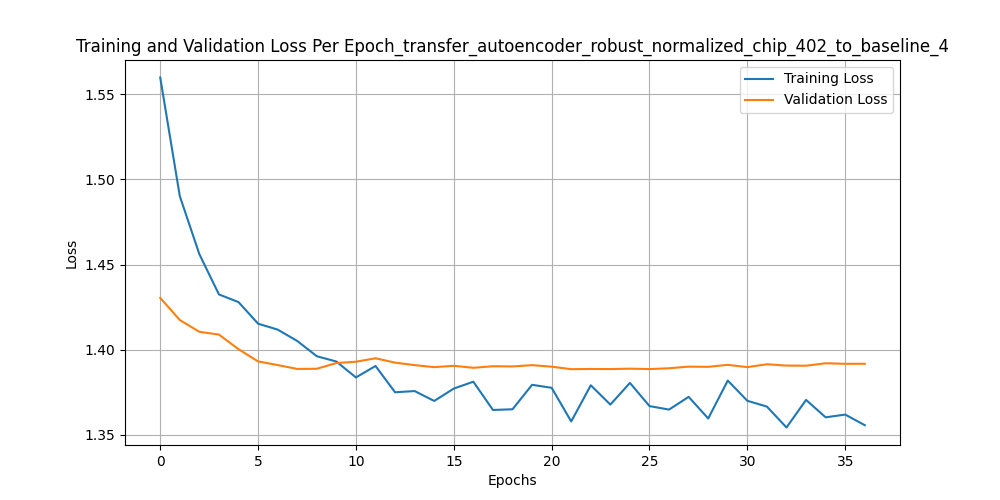 Training and Validation Loss Per Epoch_transfer_autoencoder_robust_normalized_chip_402_to_baseline_4
Training Loss
Validation Loss
1.55
1.50
1.45
1.40
1.35
Loss
0 5 10 15 20 25 30 35
Epochs